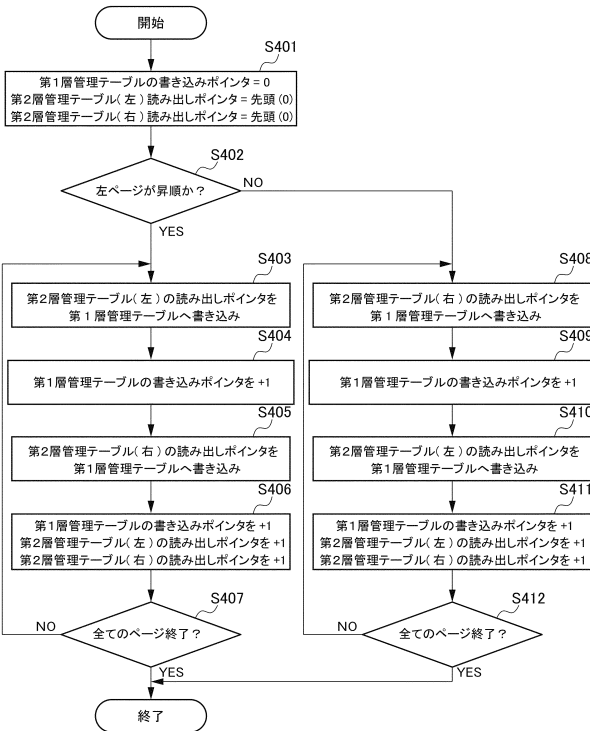 開始
S401
第1層管理テーブルの書き込みポインタ = 0
第2層管理テーブル(左)読み出しポインタ = 先頭(0)
第2層管理テーブル(右)読み出しポインタ = 先頭(0)
S402
左ページが昇順か?
NO
YES
S403
第2層管理テーブル(左)の読み出しポインタを
第1層管理テーブルへ書き込み
S404
第1層管理テーブルの書き込みポインタを +1
S405
第2層管理テーブル(右)の読み出しポインタを
第1層管理テーブルへ書き込み
S406
第1層管理テーブルの書き込みポインタを +1
第2層管理テーブル(左)の読み出しポインタを +1
第2層管理テーブル(右)の読み出しポインタを +1
S407
全てのページ終了?
NO
YES
S408
第2層管理テーブル(右)の読み出しポインタを
第1層管理テーブルへ書き込み
S409
第1層管理テーブルの書き込みポインタを +1
S410
第2層管理テーブル(左)の読み出しポインタを
第1層管理テーブルへ書き込み
S411
第1層管理テーブルの書き込みポインタを +1
第2層管理テーブル(左)の読み出しポインタを +1
第2層管理テーブル(右)の読み出しポインタを +1
S412
全てのページ終了?
NO
YES
終了